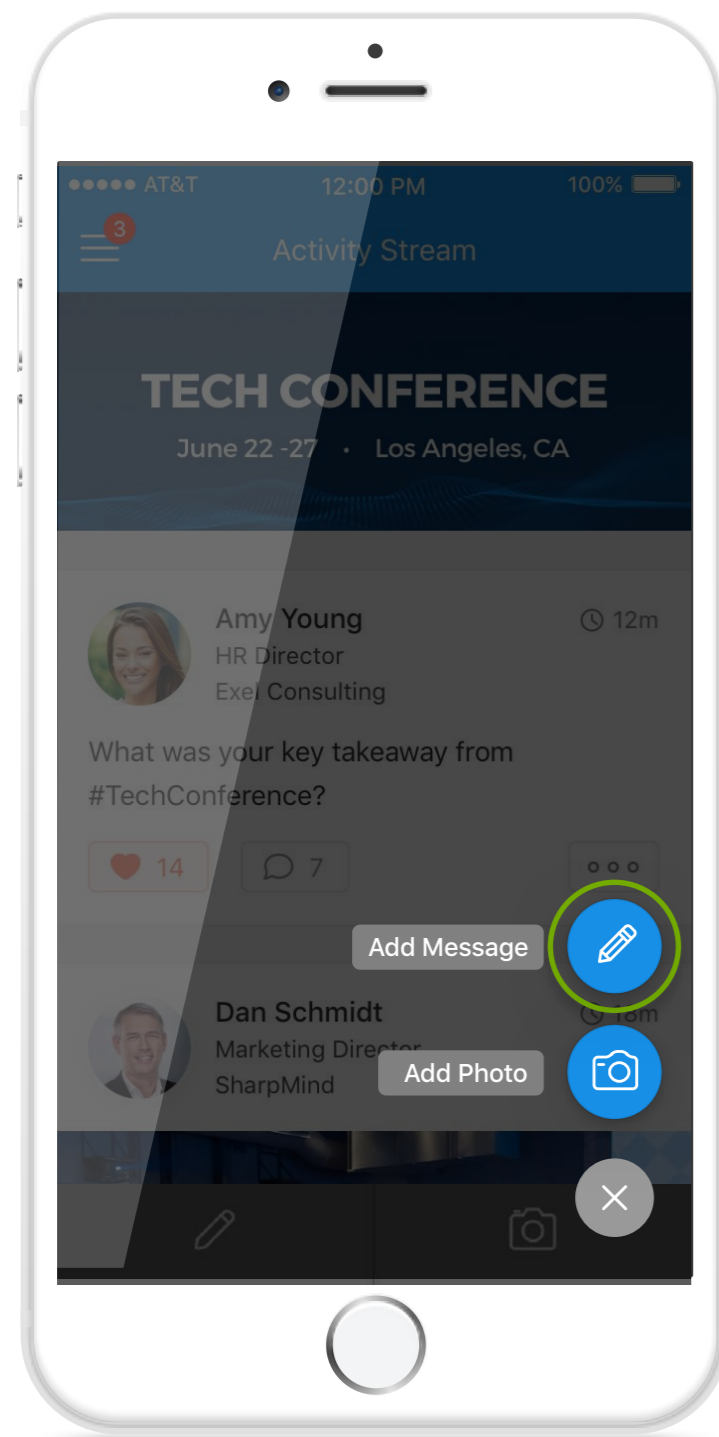 AT&T 12:00 PM 100%
3
Activity Stream
TECH CONFERENCE
June 22 -27 · Los Angeles, CA
Amy Young
12m
HR Director
Exel Consulting
What was your key takeaway from
#TechConference?
14 7
Add Message
Dan Schmidt
18m
Marketing Director
SharpMind
Add Photo